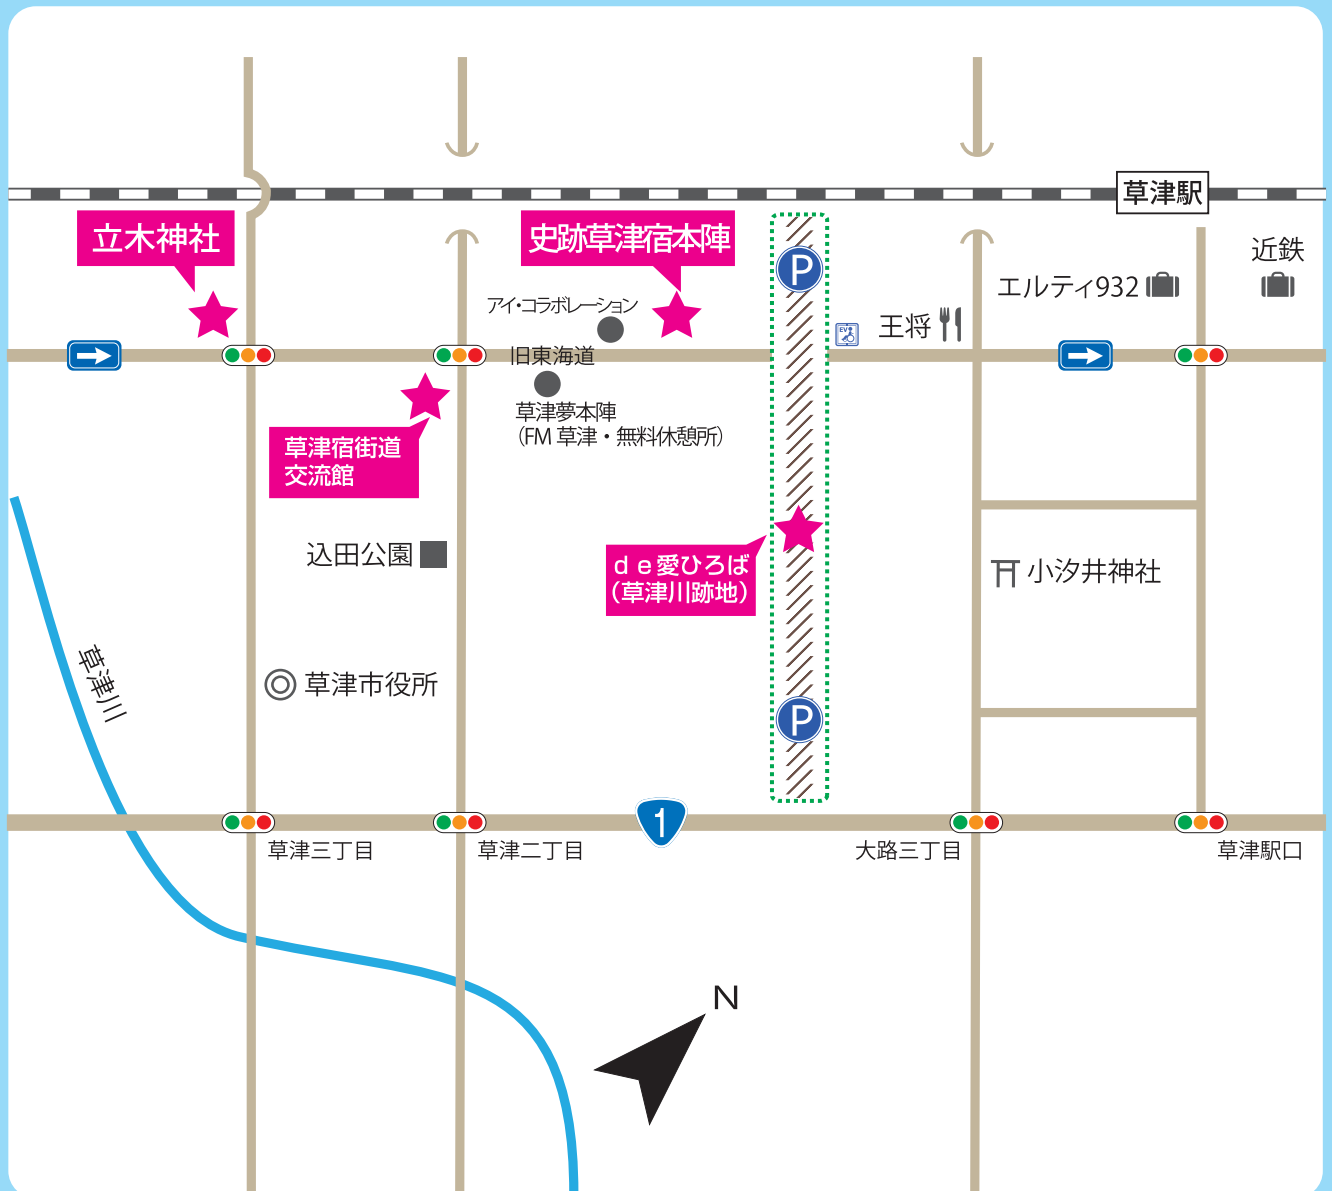 草津駅
立木神社
史跡草津宿本陣
P
近鉄
エルティ932
アイ・コラボレーション
EV
王将
旧東海道
草津夢本陣
（FM 草津・無料休憩所）
草津宿街道
交流館
込田公園
ｄｅ愛ひろば
（草津川跡地）
小汐井神社
草津川
草津市役所
P
1
草津三丁目
草津二丁目
大路三丁目
草津駅口
N